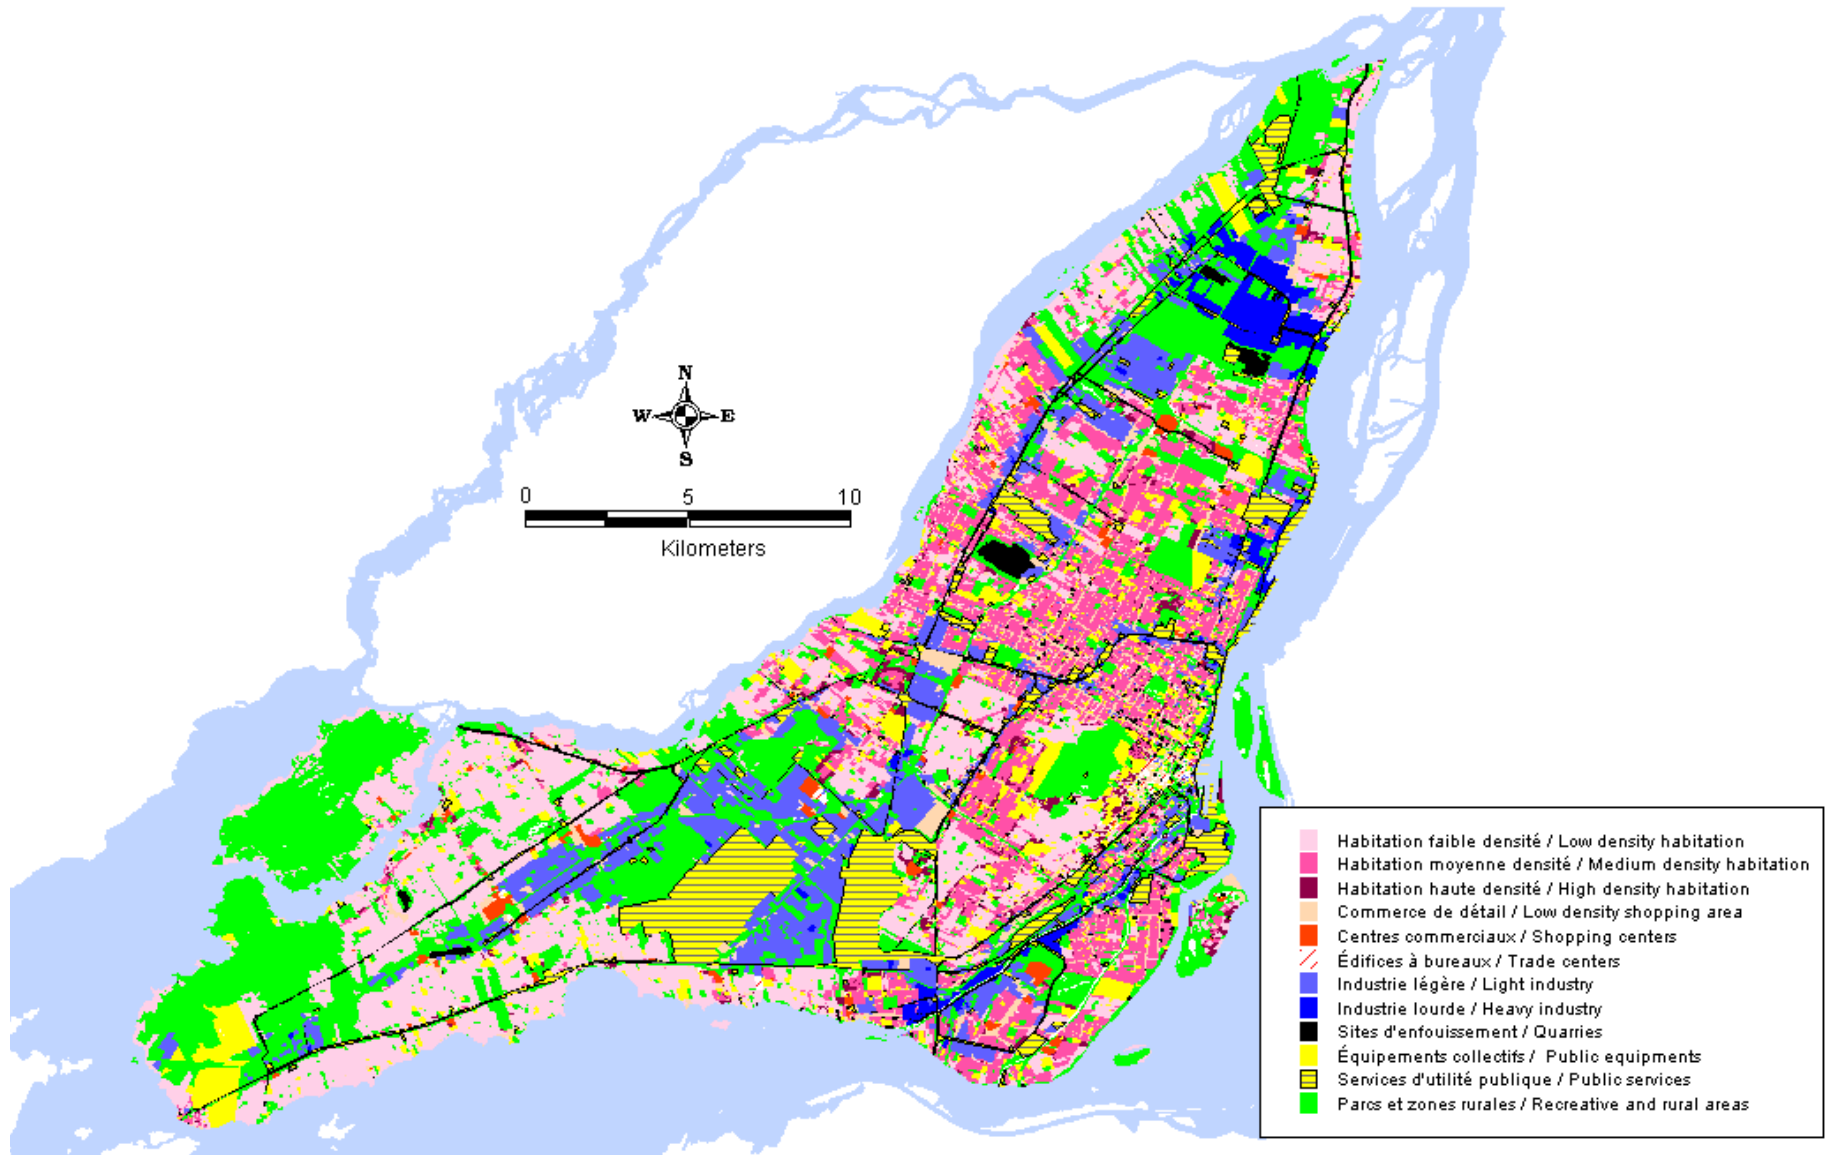 N
W E
S
0 5 10
Kilometers
Habitation faible densité / Low density habitation
Habitation moyenne densité / Medium density habitation
Habitation haute densité / High density habitation
Commerce de détail / Low density shopping area
Centres commerciaux / Shopping centers
Édifices à bureaux / Trade centers
Industrie légère / Light industry
Industrie lourde / Heavy industry
Sites d'enfouissement / Quarries
Équipements collectifs / Public equipments
Services d'utilité publique / Public services
Parcs et zones rurales / Recreative and rural areas